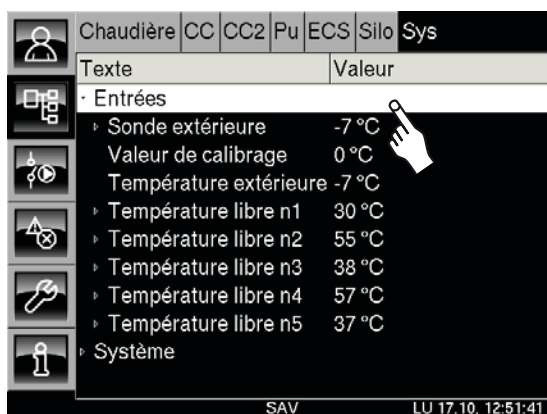 Chaudière CC CC2 Pu ECS Silo Sys
Texte Valeur
Entrées
Sonde extérieure -7 °C
Valeur de calibrage 0 °C
Température extérieure -7 °C
Température libre n1 30 °C
Température libre n2 55 °C
Température libre n3 38 °C
Température libre n4 57 °C
Température libre n5 37 °C
Système
SAV LU 17.10. 12:51:41